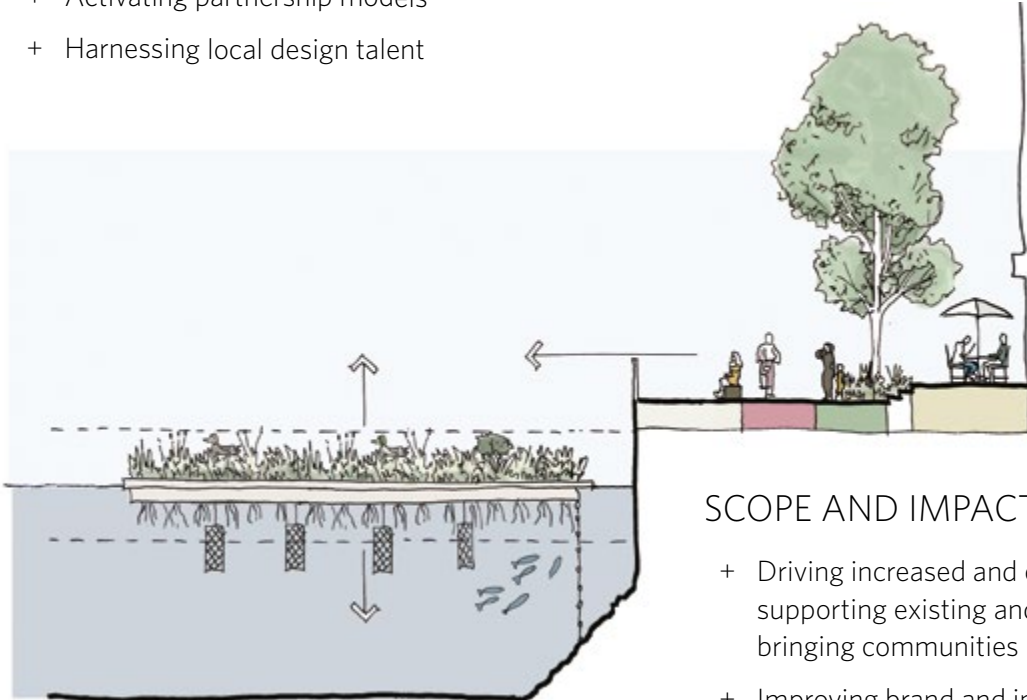 + Activating partnership models
+ Harnessing local design talent
SCOPE AND IMPACT
+ Driving increased and
supporting existing and
bringing communities
+ Improving brand and